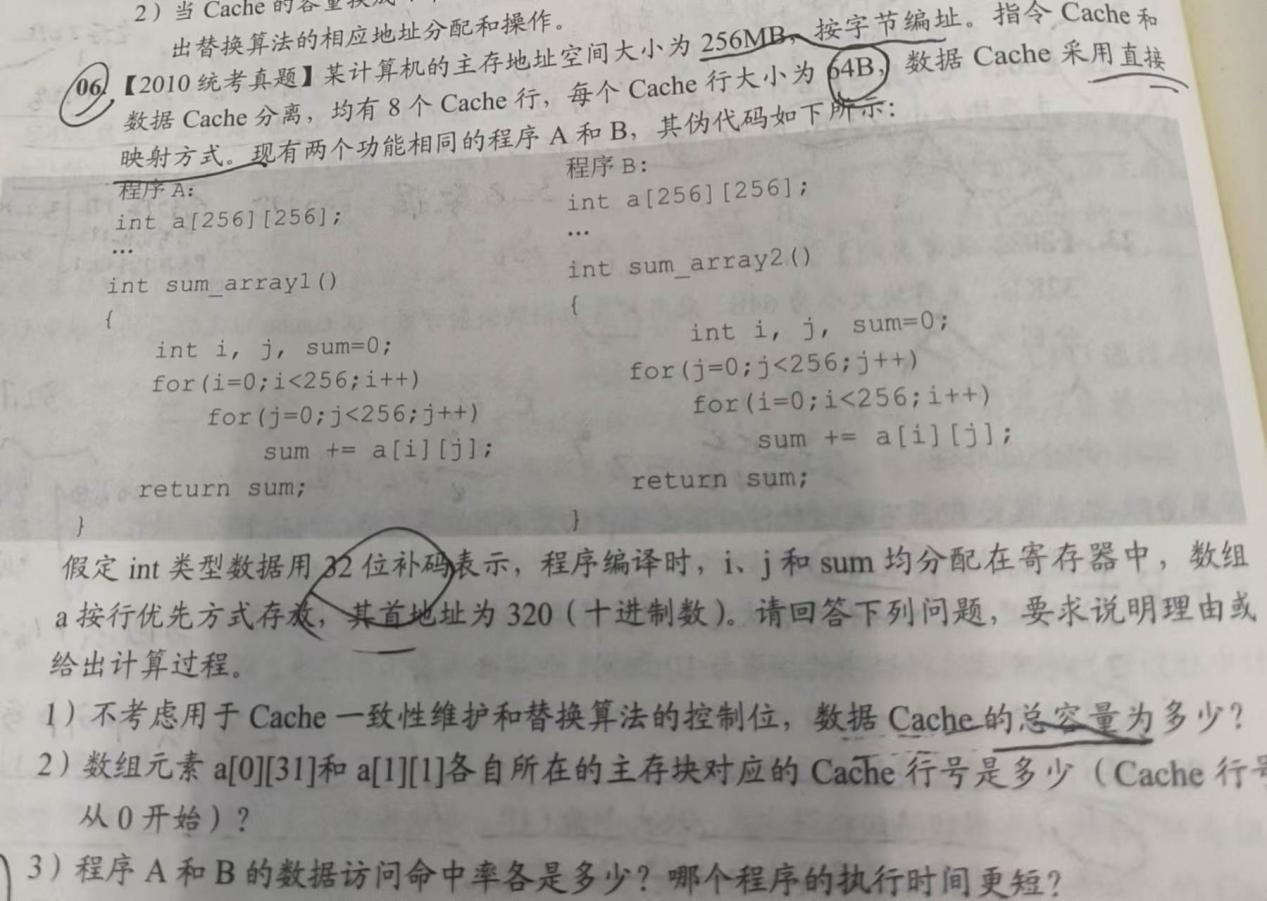 2）当 Cache 的容量换成
出替换算法的相应地址分配和操作。
06.【2010 统考真题】某计算机的主存地址空间大小为 256MB、按字节编址。指令 Cache 和
数据 Cache 分离，均有 8 个 Cache 行，每个 Cache 行大小为 64B，数据 Cache 采用直接
映射方式。现有两个功能相同的程序 A 和 B，其伪代码如下所示：
程序 A:
int a[256][256];
…
int sum_array1()
{
int i, j, sum=0;
for(i=0;i<256;i++)
for(j=0;j<256;j++)
sum += a[i][j];
return sum;
}
程序 B:
int a[256][256];
…
int sum_array2()
{
int i, j, sum=0;
for(j=0;j<256;j++)
for(i=0;i<256;i++)
sum += a[i][j];
return sum;
}
假定 int 类型数据用 32 位补码表示，程序编译时，i、j 和 sum 均分配在寄存器中，数组
a 按行优先方式存放，其首地址为 320（十进制数）。请回答下列问题，要求说明理由或
给出计算过程。
1）不考虑用于 Cache 一致性维护和替换算法的控制位，数据 Cache 的总容量为多少？
2）数组元素 a[0][31]和 a[1][1]各自所在的主存块对应的 Cache 行号是多少（Cache 行号
从 0 开始）？
3）程序 A 和 B 的数据访问命中率各是多少？哪个程序的执行时间更短？